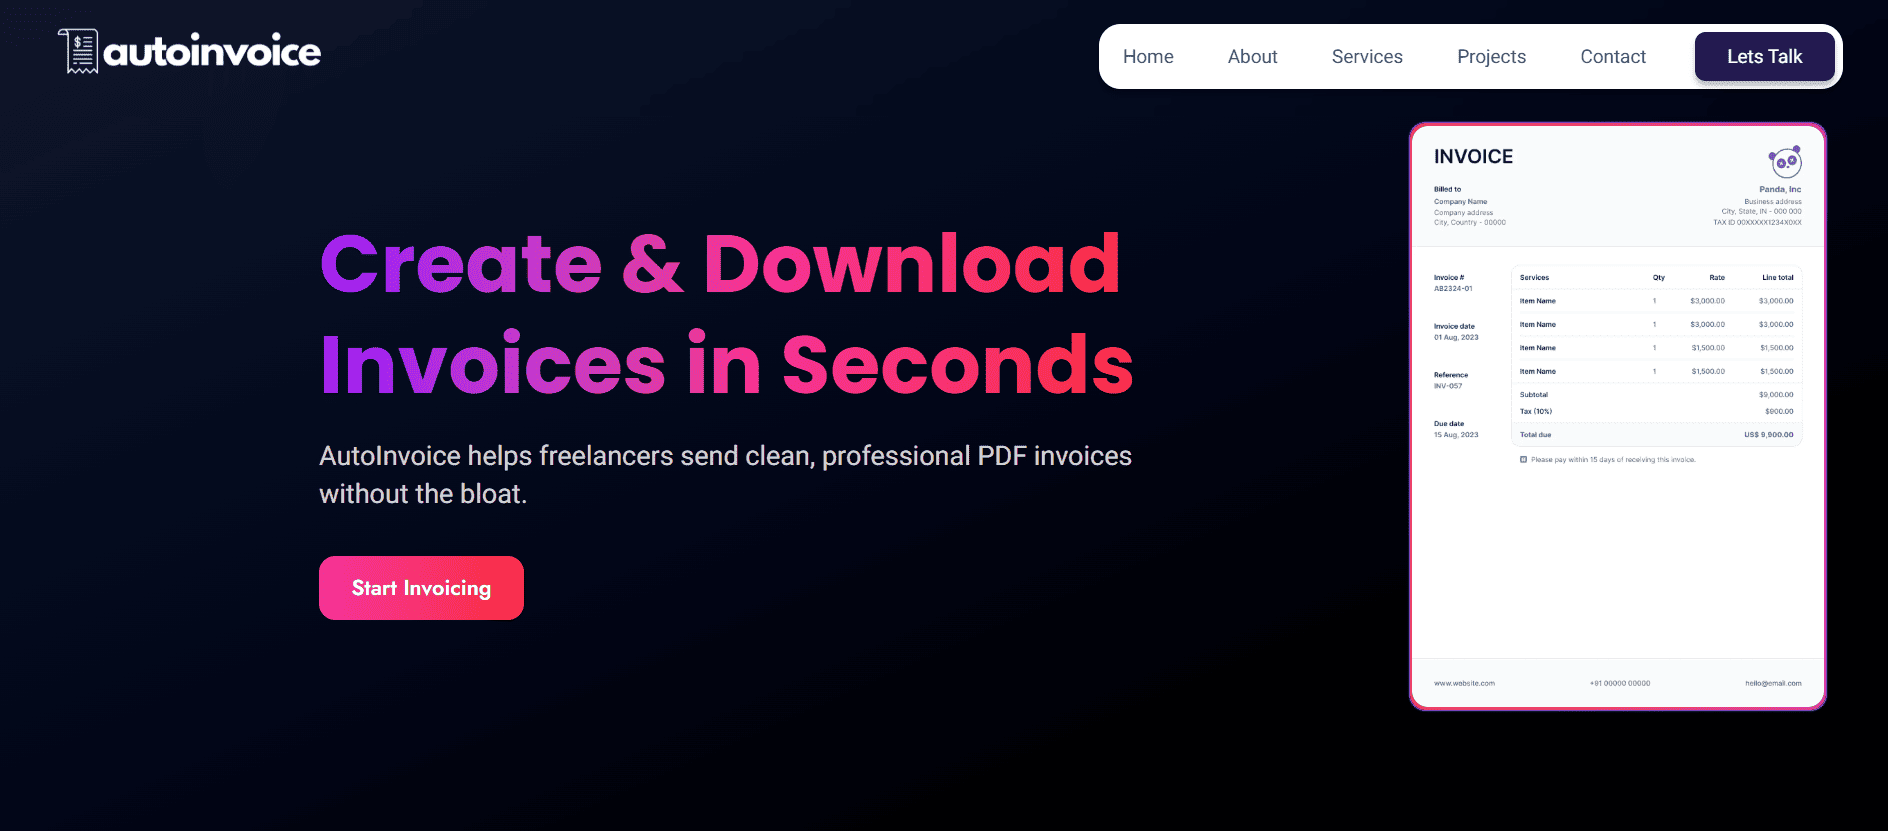 autoinvoice
Home About Services Projects Contact Lets Talk
Create & Download
Invoices in Seconds
AutoInvoice helps freelancers send clean, professional PDF invoices
without the bloat.
Start Invoicing
INVOICE
Billed to
Company Name
Company address
City, Country - 00000
Panda, Inc
Business address
City, State, IN - 000 000
TAX ID 00XXXXX1234X0XX
Invoice #
AB2324-01
Invoice date
01 Aug, 2023
Reference
INV-057
Due date
15 Aug, 2023
Services Qty Rate Line total
Item Name 1 $3,000.00 $3,000.00
Item Name 1 $3,000.00 $3,000.00
Item Name 1 $1,500.00 $1,500.00
Item Name 1 $1,500.00 $1,500.00
Subtotal $9,000.00
Tax (10%) $900.00
Total due US$ 9,900.00
Please pay within 15 days of receiving this invoice.
www.website.com +91 00000 00000 hello@email.com